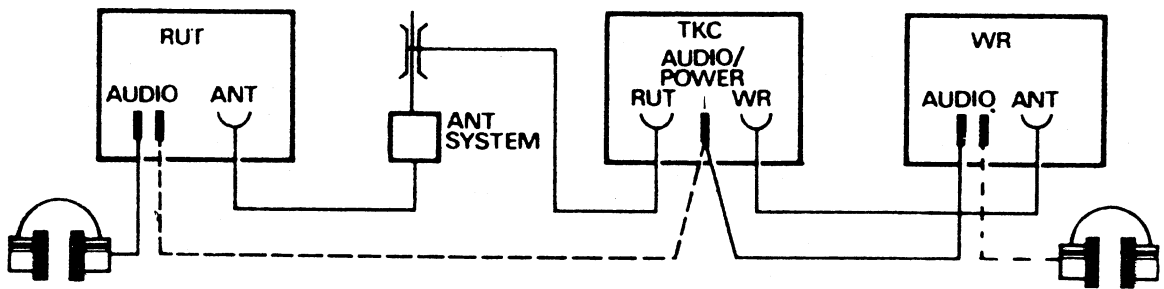 RUT
AUDIO ANT
ANT
SYSTEM
TKC
AUDIO/
POWER
RUT WR
WR
AUDIO ANT